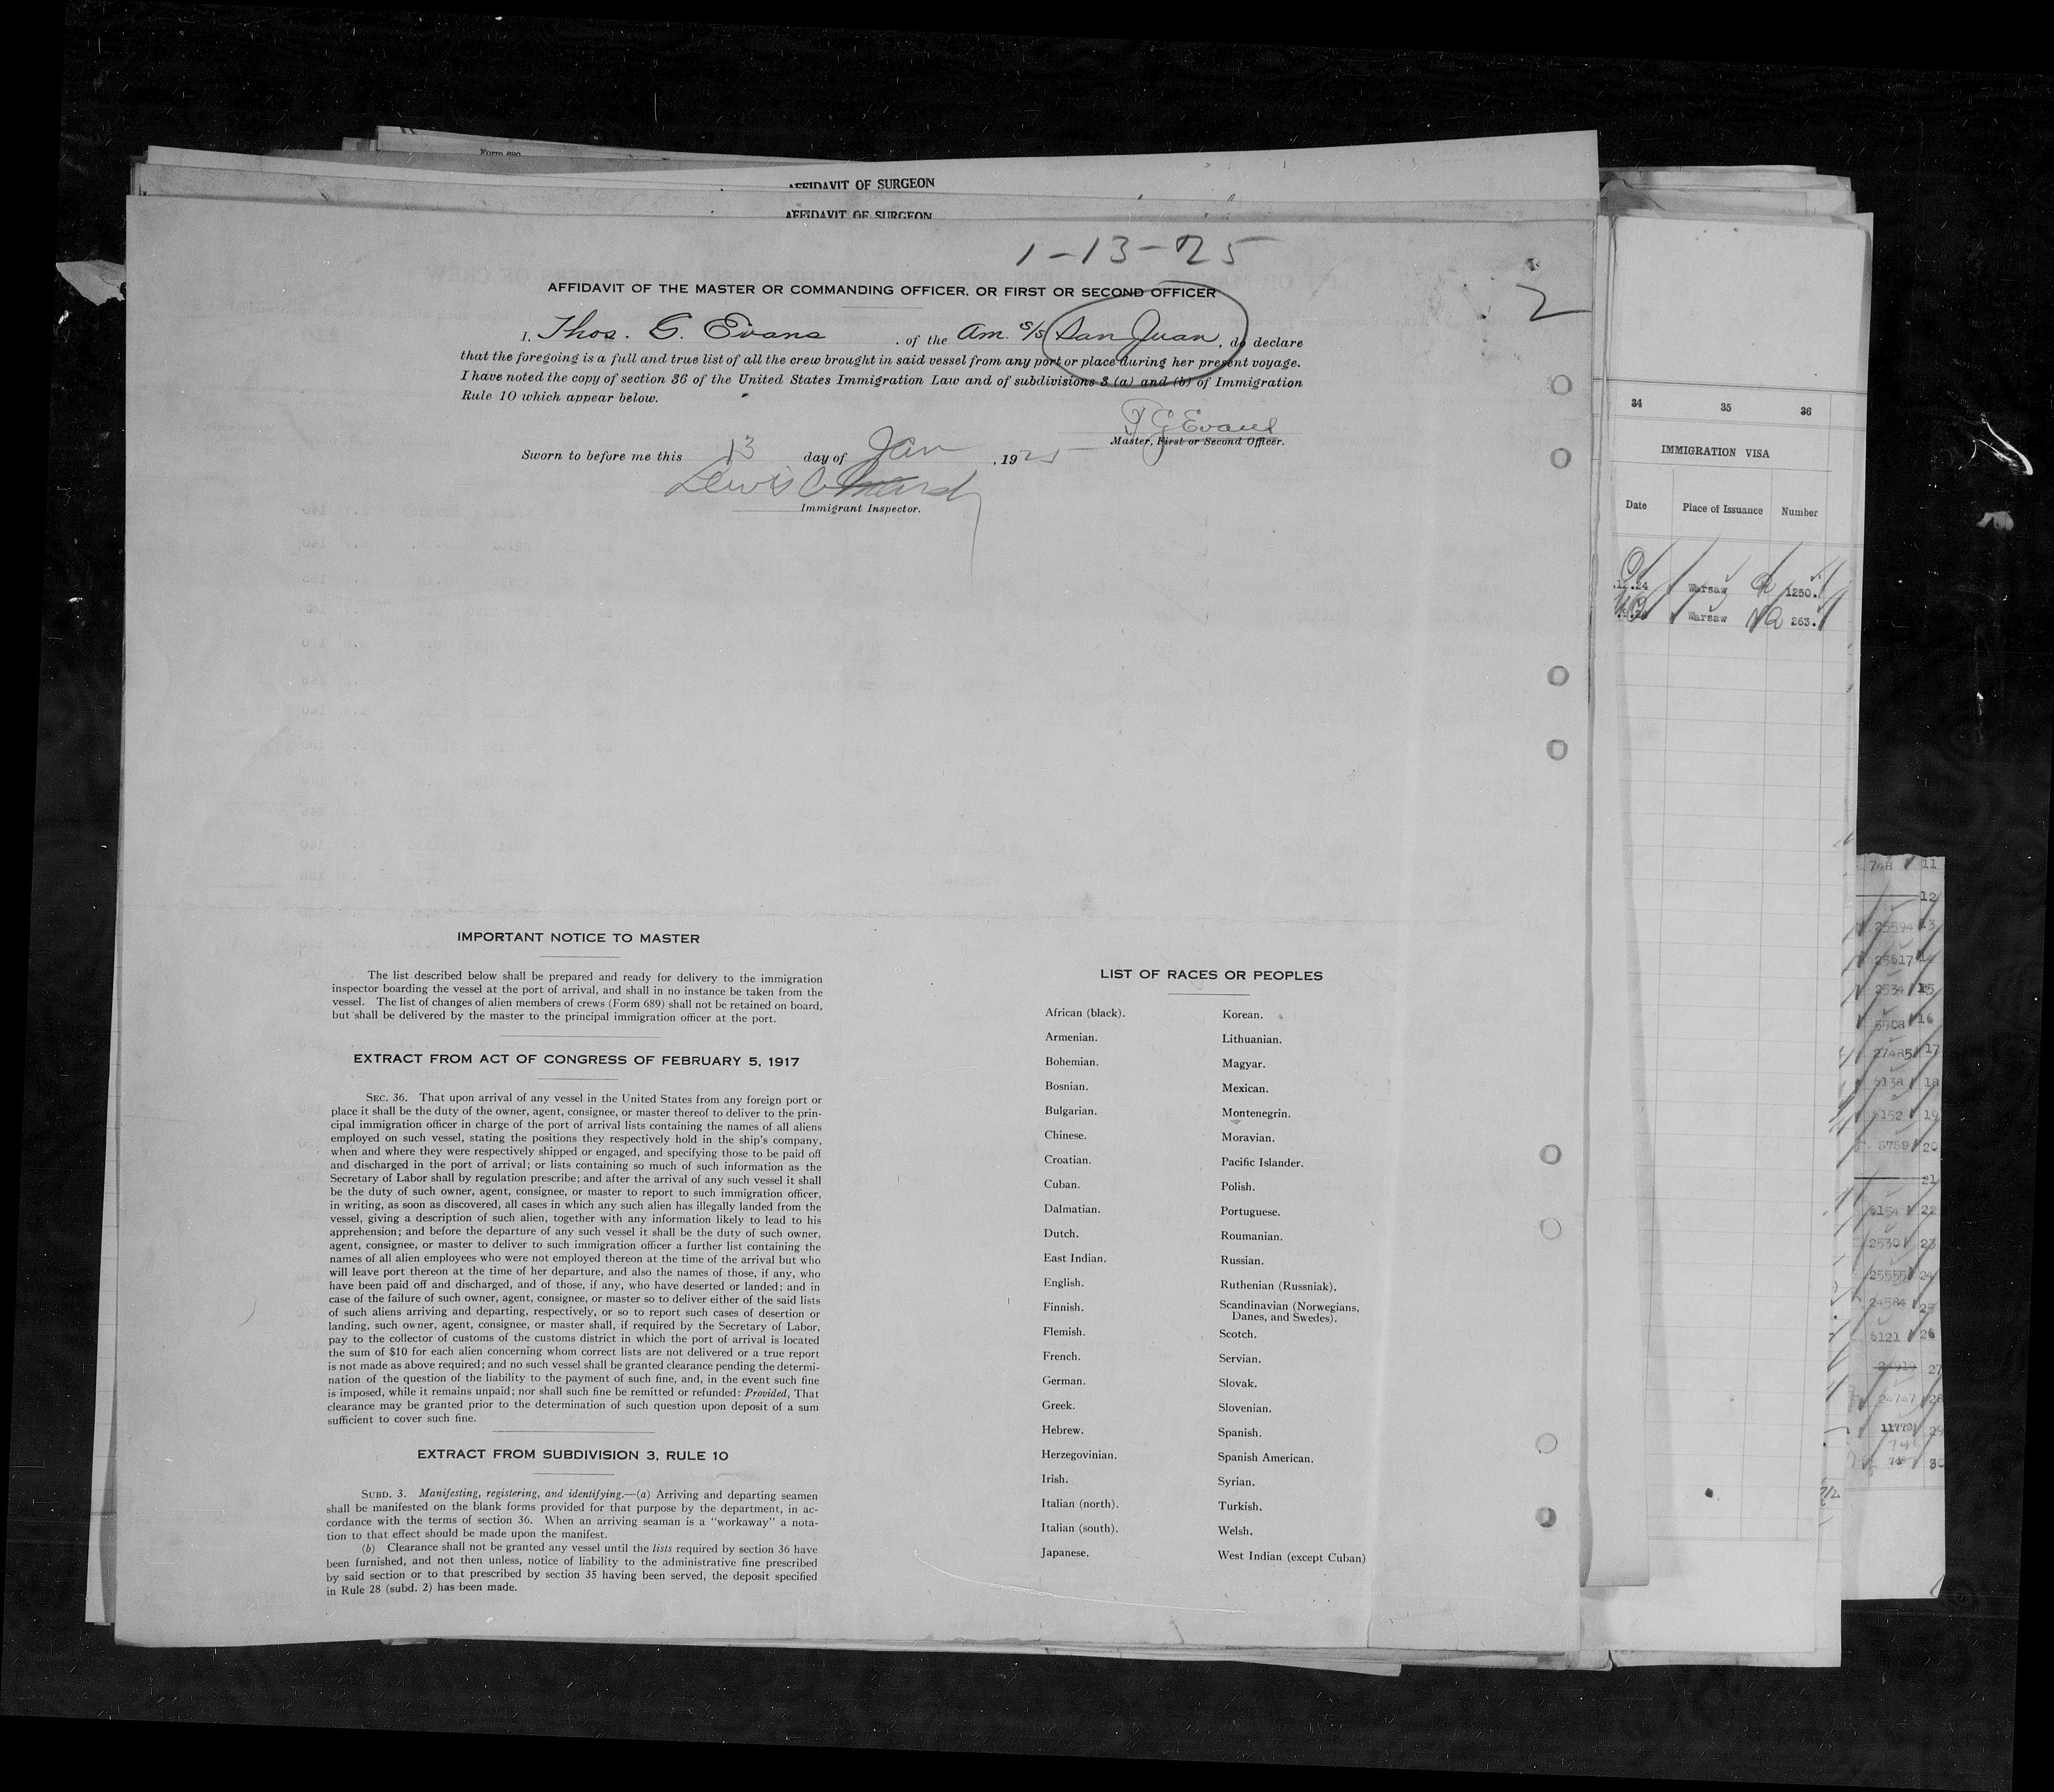 Form 689
AFFIDAVIT OF SURGEON
AFFIDAVIT OF SURGEON
1-13-25
2
AFFIDAVIT OF THE MASTER OR COMMANDING OFFICER, OR FIRST OR SECOND OFFICER
I, Thos. G. Evans, of the Am. S/S San Juan, do declare
that the foregoing is a full and true list of all the crew brought in said vessel from any port or place during her present voyage.
I have noted the copy of section 36 of the United States Immigration Law and of subdivisions 3 (a) and (b) of Immigration
Rule 10 which appear below.
T G Evans
Master, First or Second Officer.
Sworn to before me this 13 day of Jan, 1925
Lewis
Immigrant Inspector.
IMPORTANT NOTICE TO MASTER
The list described below shall be prepared and ready for delivery to the immigration
inspector boarding the vessel at the port of arrival, and shall in no instance be taken from the
vessel. The list of changes of alien members of crews (Form 689) shall not be retained on board,
but shall be delivered by the master to the principal immigration officer at the port.
EXTRACT FROM ACT OF CONGRESS OF FEBRUARY 5, 1917
SEC. 36. That upon arrival of any vessel in the United States from any foreign port or
place it shall be the duty of the owner, agent, consignee, or master thereof to deliver to the prin-
cipal immigration officer in charge of the port of arrival lists containing the names of all aliens
employed on such vessel, stating the positions they respectively hold in the ship's company,
when and where they were respectively shipped or engaged, and specifying those to be paid off
and discharged in the port of arrival; or lists containing so much of such information as the
Secretary of Labor shall by regulation prescribe; and after the arrival of any such vessel it shall
be the duty of such owner, agent, consignee, or master to report to such immigration officer,
in writing, as soon as discovered, all cases in which any such alien has illegally landed from the
vessel, giving a description of such alien, together with any information likely to lead to his
apprehension; and before the departure of any such vessel it shall be the duty of such owner,
agent, consignee, or master to deliver to such immigration officer a further list containing the
names of all alien employees who were not employed thereon at the time of the arrival but who
will leave port thereon at the time of her departure, and also the names of those, if any, who
have been paid off and discharged, and of those, if any, who have deserted or landed; and in
case of the failure of such owner, agent, consignee, or master so to deliver either of the said lists
of such aliens arriving and departing, respectively, or so to report such cases of desertion or
landing, such owner, agent, consignee, or master shall, if required by the Secretary of Labor,
pay to the collector of customs of the customs district in which the port of arrival is located
the sum of $10 for each alien concerning whom correct lists are not delivered or a true report
is not made as above required; and no such vessel shall be granted clearance pending the determi-
nation of the question of the liability to the payment of such fine, and, in the event such fine
is imposed, while it remains unpaid; nor shall such fine be remitted or refunded: Provided, That
clearance may be granted prior to the determination of such question upon deposit of a sum
sufficient to cover such fine.
EXTRACT FROM SUBDIVISION 3, RULE 10
SUBD. 3. Manifesting, registering, and identifying.—(a) Arriving and departing seamen
shall be manifested on the blank forms provided for that purpose by the department, in ac-
cordance with the terms of section 36. When an arriving seaman is a "workaway" a nota-
tion to that effect should be made upon the manifest.
(b) Clearance shall not be granted any vessel until the lists required by section 36 have
been furnished, and not then unless, notice of liability to the administrative fine prescribed
by said section or to that prescribed by section 35 having been served, the deposit specified
in Rule 28 (subd. 2) has been made.
LIST OF RACES OR PEOPLES
African (black).
Armenian.
Bohemian.
Bosnian.
Bulgarian.
Chinese.
Croatian.
Cuban.
Dalmatian.
Dutch.
East Indian.
English.
Finnish.
Flemish.
French.
German.
Greek.
Hebrew.
Herzegovinian.
Irish.
Italian (north).
Italian (south).
Japanese.
Korean.
Lithuanian.
Magyar.
Mexican.
Montenegrin.
Moravian.
Pacific Islander.
Polish.
Portuguese.
Roumanian.
Russian.
Ruthenian (Russniak).
Scandinavian (Norwegians,
Danes, and Swedes).
Scotch.
Servian.
Slovak.
Slovenian.
Spanish.
Spanish American.
Syrian.
Turkish.
Welsh.
West Indian (except Cuban)
34 35 36
IMMIGRATION VISA
Date Place of Issuance Number
Warsaw 1250.
Warsaw 263.
748 11
12
25594 13
25617 14
2534 15
5508 16
27485 17
6138 18
6152 19
5759 20
21
6154 22
2530 23
25555 24
24584 25
6121 26
27
24747 28
29
30